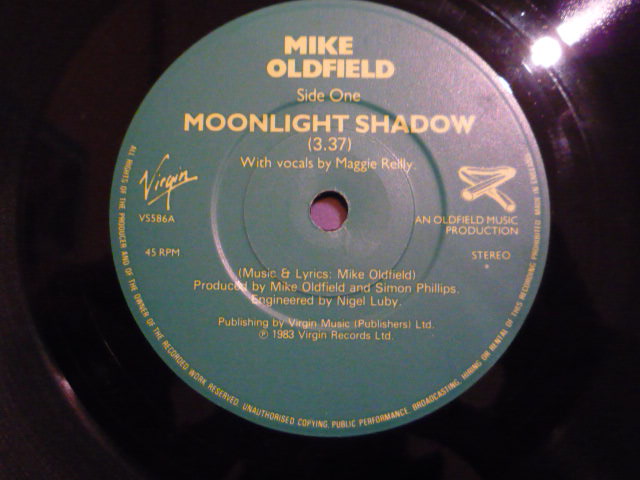 MIKE
OLDFIELD
Side One
MOONLIGHT SHADOW
(3.37)
With vocals by Maggie Reilly.
Virgin
VS586A
AN OLDFIELD MUSIC
PRODUCTION
45 RPM
STEREO
(Music & Lyrics: Mike Oldfield)
Produced by Mike Oldfield and Simon Phillips.
Engineered by Nigel Luby.
Publishing by Virgin Music (Publishers) Ltd.
℗ 1983 Virgin Records Ltd.
ALL RIGHTS OF THE PRODUCER AND OF THE OWNER OF THE RECORDED WORK RESERVED. UNAUTHORISED COPYING, PUBLIC PERFORMANCE, BROADCASTING, HIRING OR RENTAL OF THIS RECORDING PROHIBITED. MADE IN ENGLAND